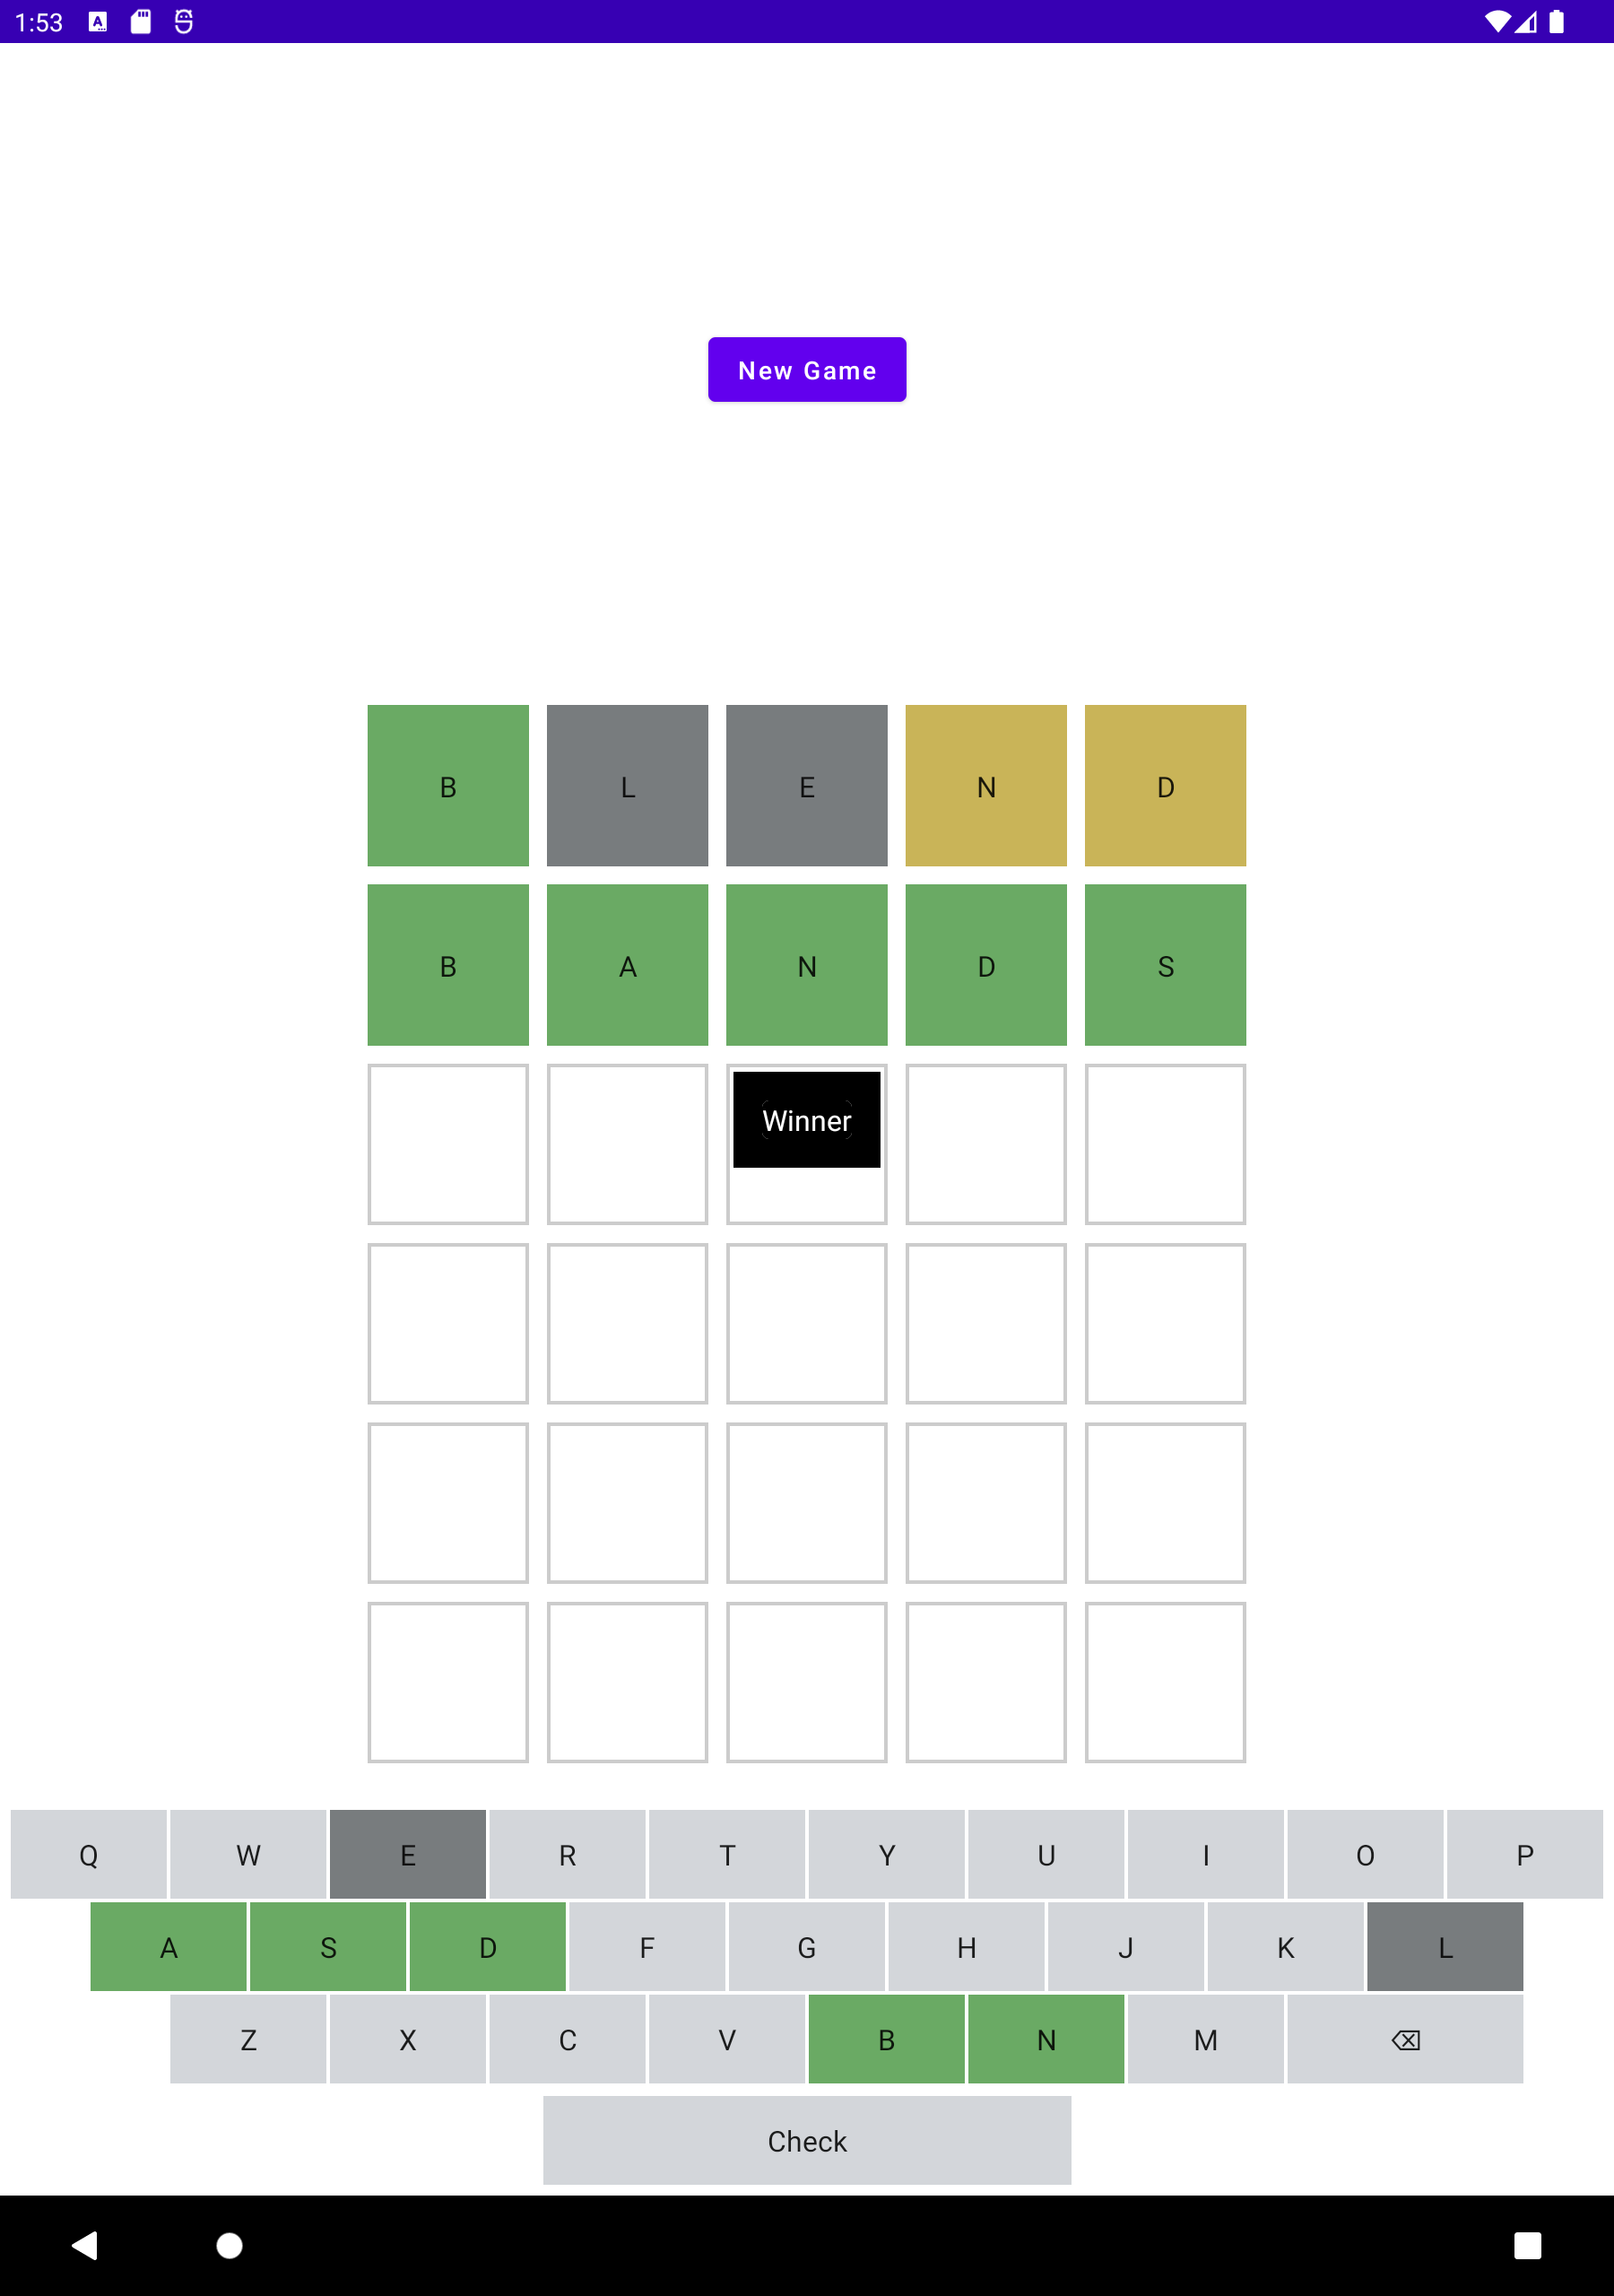 1:53
New Game
B L E N D
B A N D S
Winner
Q W E R T Y U I O P
A S D F G H J K L
Z X C V B N M
Check